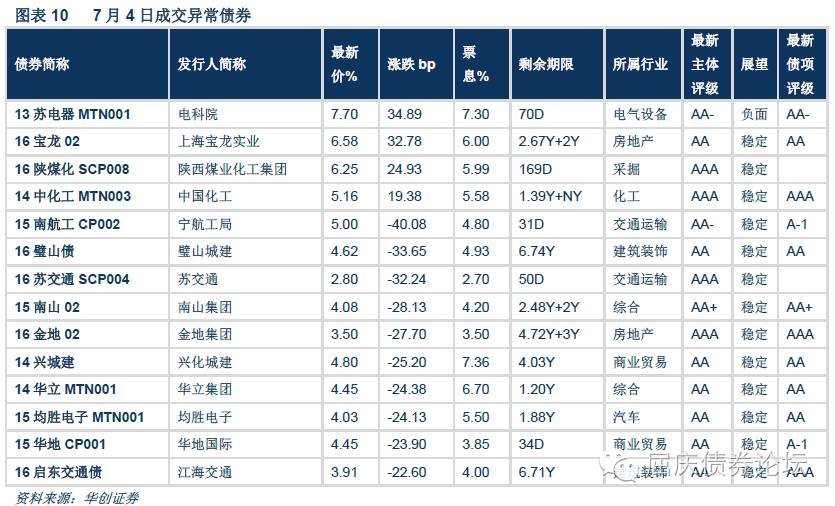 图表 10 7 月 4 日成交异常债券
债券简称 发行人简称 最新价% 涨跌 bp 票息% 剩余期限 所属行业 最新主体评级 展望 最新债项评级
13 苏电器 MTN001 电科院 7.70 34.89 7.30 70D 电气设备 AA- 负面 AA-
16 宝龙 02 上海宝龙实业 6.58 32.78 6.00 2.67Y+2Y 房地产 AA 稳定 AA
16 陕煤化 SCP008 陕西煤业化工集团 6.25 24.93 5.99 169D 采掘 AAA 稳定
14 中化工 MTN003 中国化工 5.16 19.38 5.58 1.39Y+NY 化工 AAA 稳定 AAA
15 南航工 CP002 宁航工局 5.00 -40.08 4.80 31D 交通运输 AA- 稳定 A-1
16 璧山债 璧山城建 4.62 -33.65 4.93 6.74Y 建筑装饰 AA 稳定 AA
16 苏交通 SCP004 苏交通 2.80 -32.24 2.70 50D 交通运输 AAA 稳定
15 南山 02 南山集团 4.08 -28.13 4.20 2.48Y+2Y 综合 AA+ 稳定 AA+
16 金地 02 金地集团 3.50 -27.70 3.50 4.72Y+3Y 房地产 AAA 稳定 AAA
14 兴城建 兴化城建 4.80 -25.20 7.36 4.03Y 商业贸易 AA 稳定 AA
14 华立 MTN001 华立集团 4.45 -24.38 6.70 1.20Y 综合 AA 稳定 AA
15 均胜电子 MTN001 均胜电子 4.03 -24.13 5.50 1.88Y 汽车 AA 稳定 AA
15 华地 CP001 华地国际 4.45 -23.90 3.85 34D 商业贸易 AA 稳定 A-1
16 启东交通债 江海交通 3.91 -22.60 4.00 6.71Y 装饰 AA 稳定 AAA
屈庆债券论坛
资料来源：华创证券